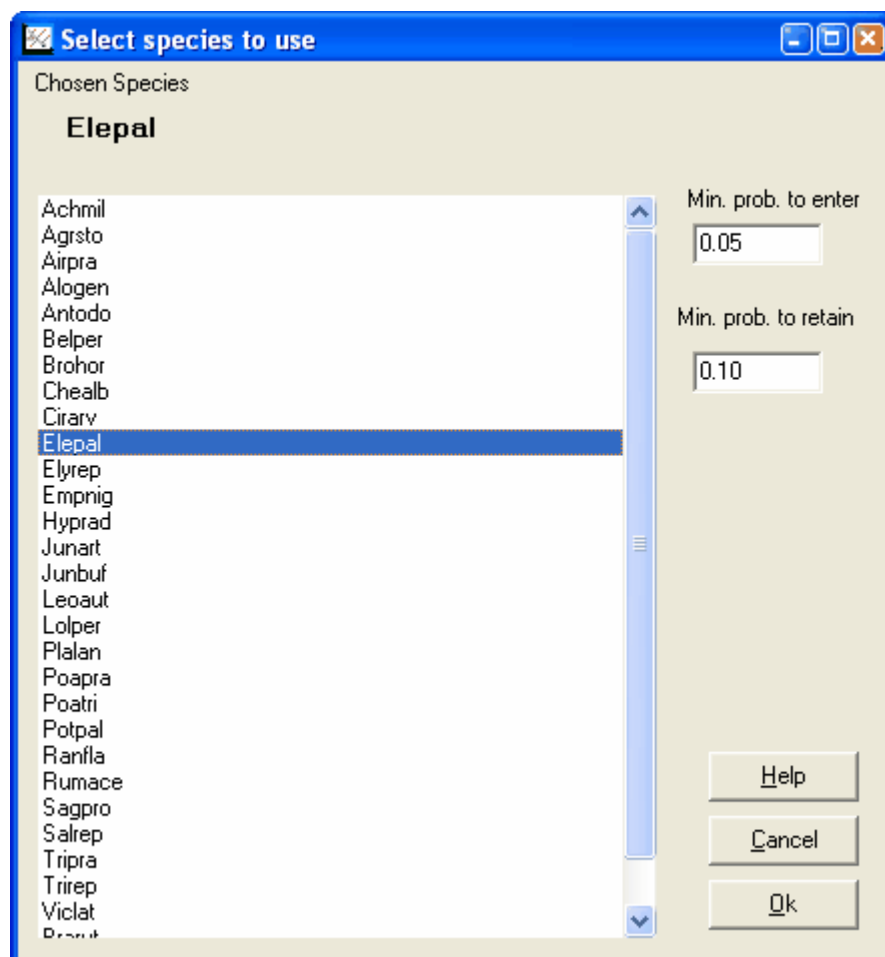 Select species to use
Chosen Species
Elepal
Achmil
Agrsto
Airpra
Alogen
Antodo
Belper
Brohor
Chealb
Cirarv
Elepal
Elyrep
Empnig
Hyprad
Junart
Junbuf
Leoaut
Lolper
Plalan
Poapra
Poatri
Potpal
Ranfla
Rumace
Sagpro
Salrep
Tripra
Trirep
Viclat
Min. prob. to enter
0.05
Min. prob. to retain
0.10
Help
Cancel
Ok